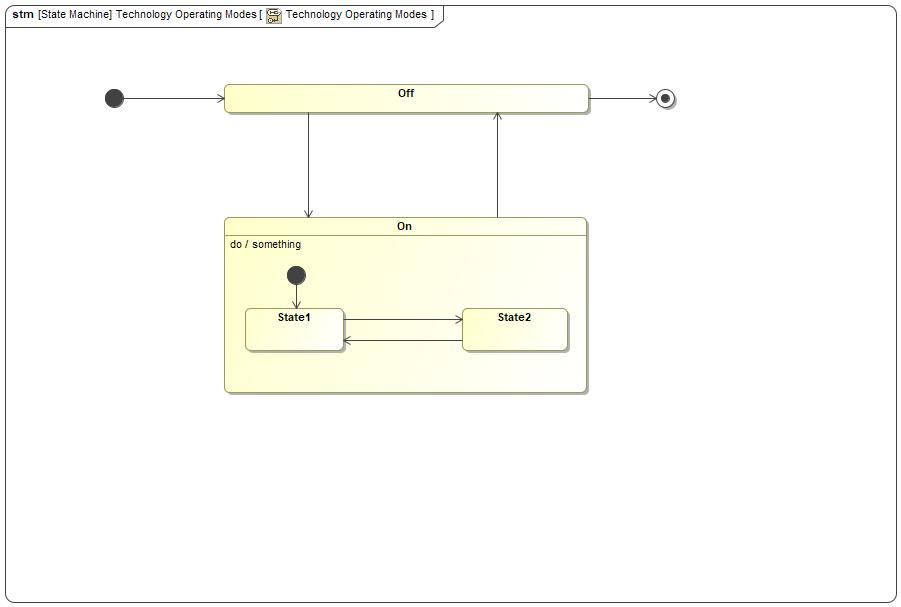 stm [State Machine] Technology Operating Modes [ Technology Operating Modes ]
Off
On
do / something
State1
State2